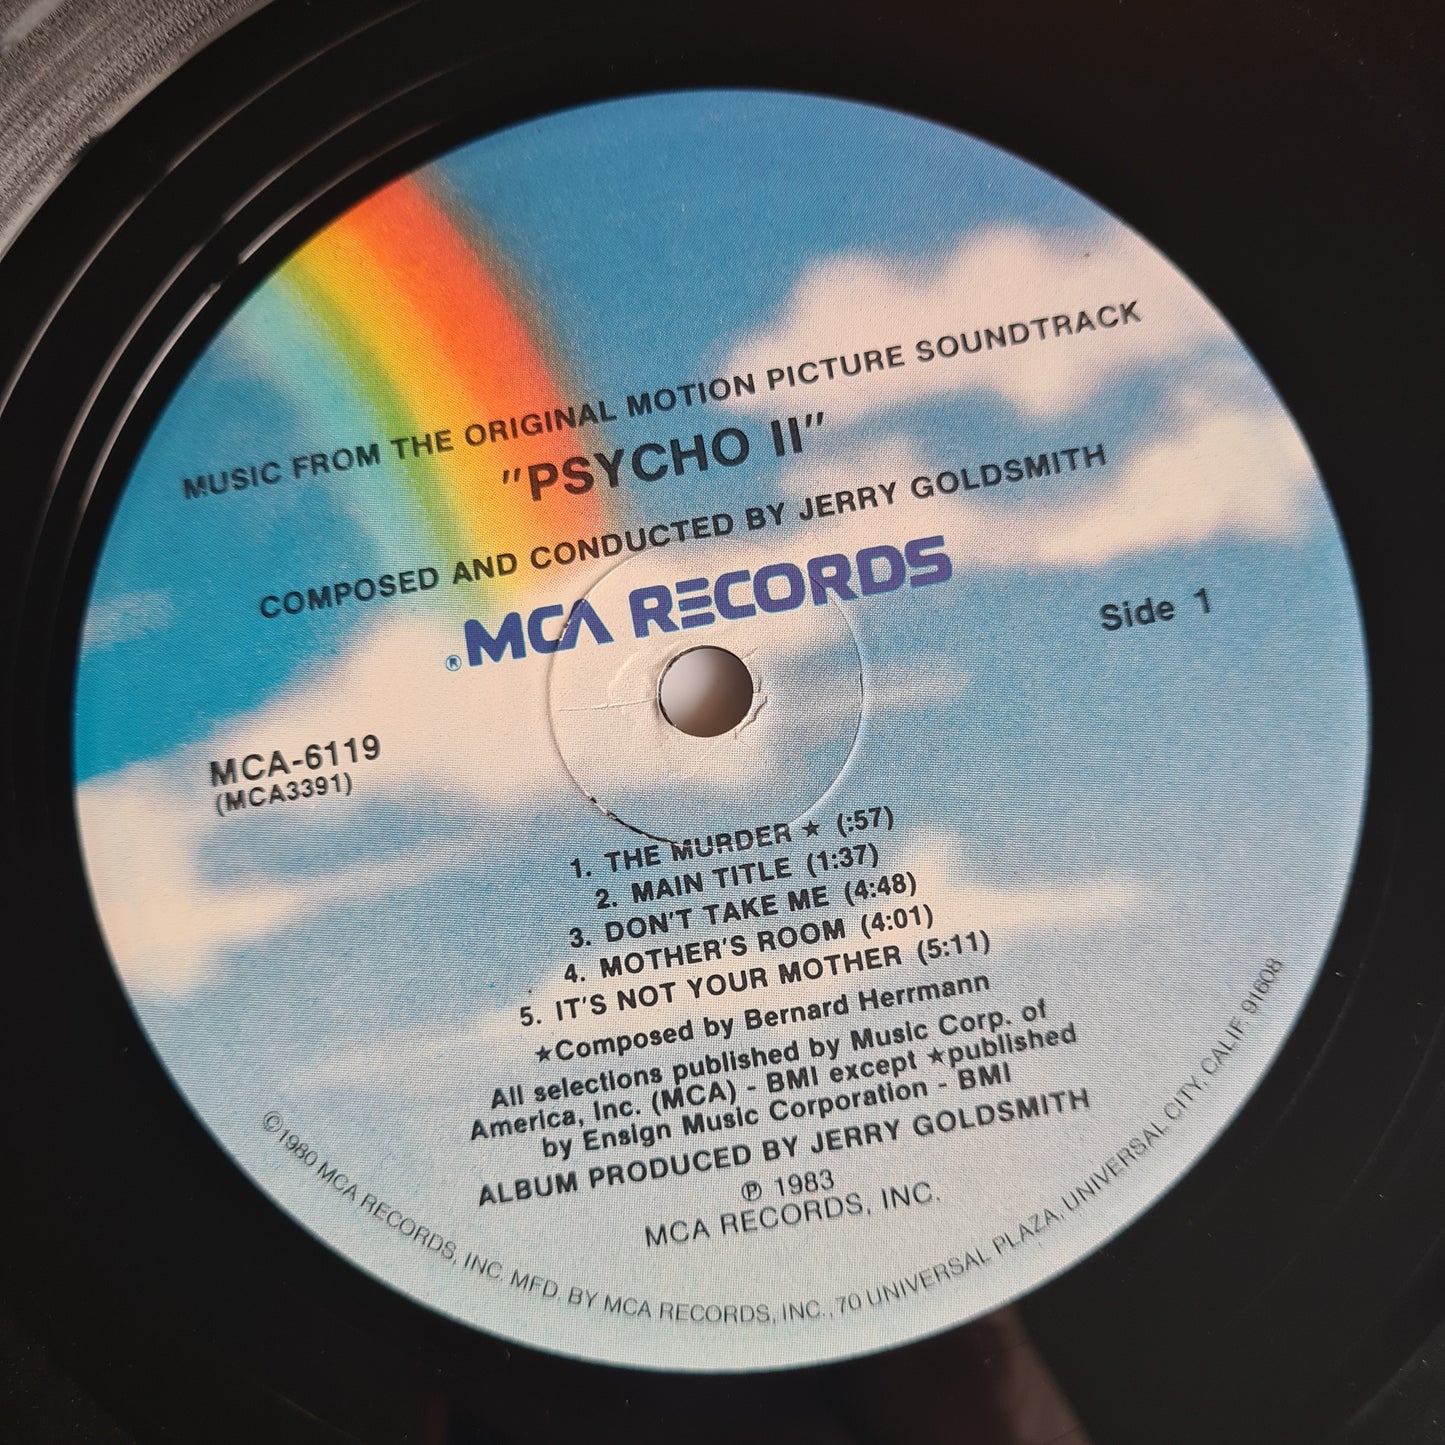 MUSIC FROM THE ORIGINAL MOTION PICTURE SOUNDTRACK
"PSYCHO II"
COMPOSED AND CONDUCTED BY JERRY GOLDSMITH
® MCA RECORDS
Side 1
MCA-6119
(MCA3391)
1. THE MURDER ★ (:57)
2. MAIN TITLE (1:37)
3. DON'T TAKE ME (4:48)
4. MOTHER'S ROOM (4:01)
5. IT'S NOT YOUR MOTHER (5:11)
★Composed by Bernard Herrmann
All selections published by Music Corp. of
America, Inc. (MCA) - BMI except ★published
by Ensign Music Corporation - BMI
ALBUM PRODUCED BY JERRY GOLDSMITH
℗ 1983
MCA RECORDS, INC.
©1980 MCA RECORDS, INC. MFD. BY MCA RECORDS, INC., 70 UNIVERSAL PLAZA, UNIVERSAL CITY, CALIF. 91608